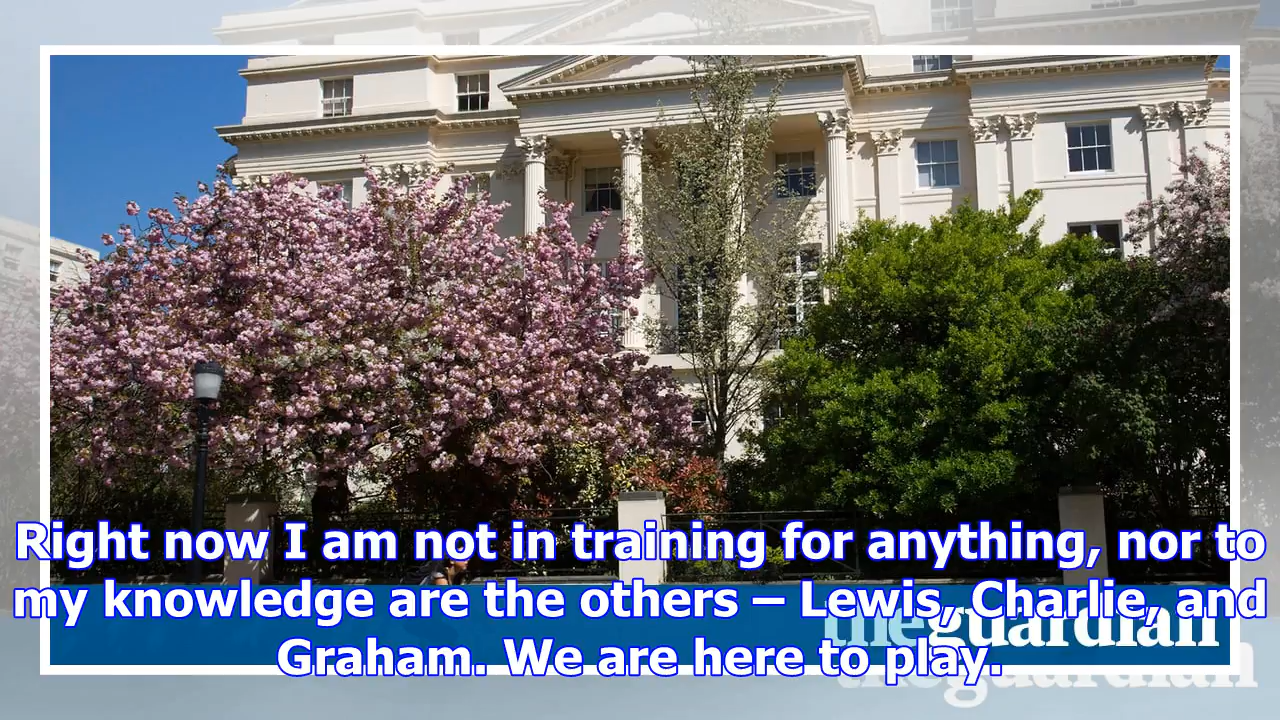 Right now I am not in training for anything, nor to
my knowledge are the others – Lewis, Charlie, and
Graham. We are here to play.
theguardian
theguardian